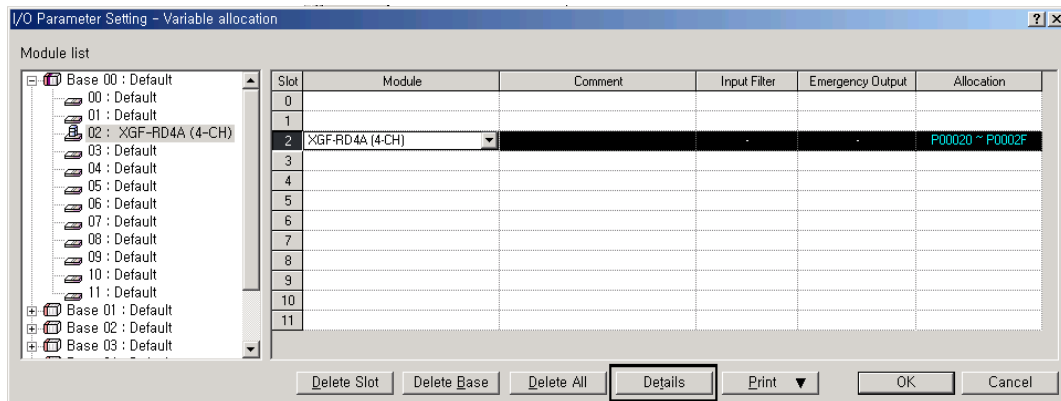 I/O Parameter Setting - Variable allocation
? x
Module list
Base 00 : Default
00 : Default
01 : Default
02 : XGF-RD4A (4-CH)
03 : Default
04 : Default
05 : Default
06 : Default
07 : Default
08 : Default
09 : Default
10 : Default
11 : Default
Base 01 : Default
Base 02 : Default
Base 03 : Default
Slot Module Comment Input Filter Emergency Output Allocation
0
1
2 XGF-RD4A (4-CH) - - P00020 ~ P0002F
3
4
5
6
7
8
9
10
11
Delete Slot Delete Base Delete All Details Print ▼ OK Cancel